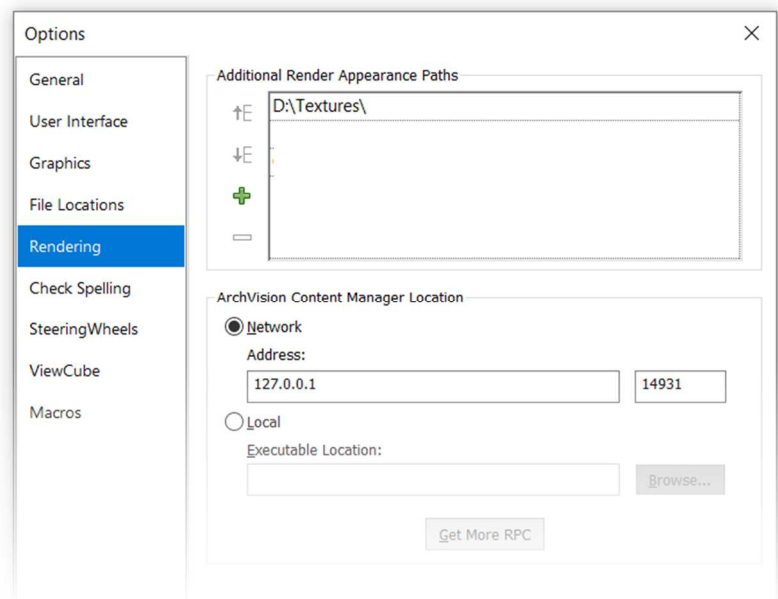 Options
General
User Interface
Graphics
File Locations
Rendering
Check Spelling
SteeringWheels
ViewCube
Macros
Additional Render Appearance Paths
D:\Textures\
ArchVision Content Manager Location
Network
Address:
127.0.0.1 14931
Local
Executable Location:
Browse...
Get More RPC